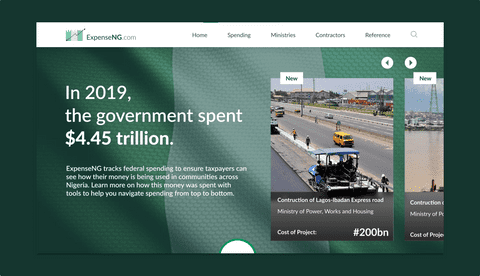 ExpenseNG.com
Home
Spending
Ministries
Contractors
Reference
In 2019,
the government spent
$4.45 trillion.
ExpenseNG tracks federal spending to ensure taxpayers can
see how their money is being used in communities across
Nigeria. Learn more on how this money was spent with
tools to help you navigate spending from top to bottom.
New
Contruction of Lagos-Ibadan Express road
Ministry of Power, Works and Housing
Cost of Project:
#200bn
New
Contruction
Ministry of
Cost of Proj